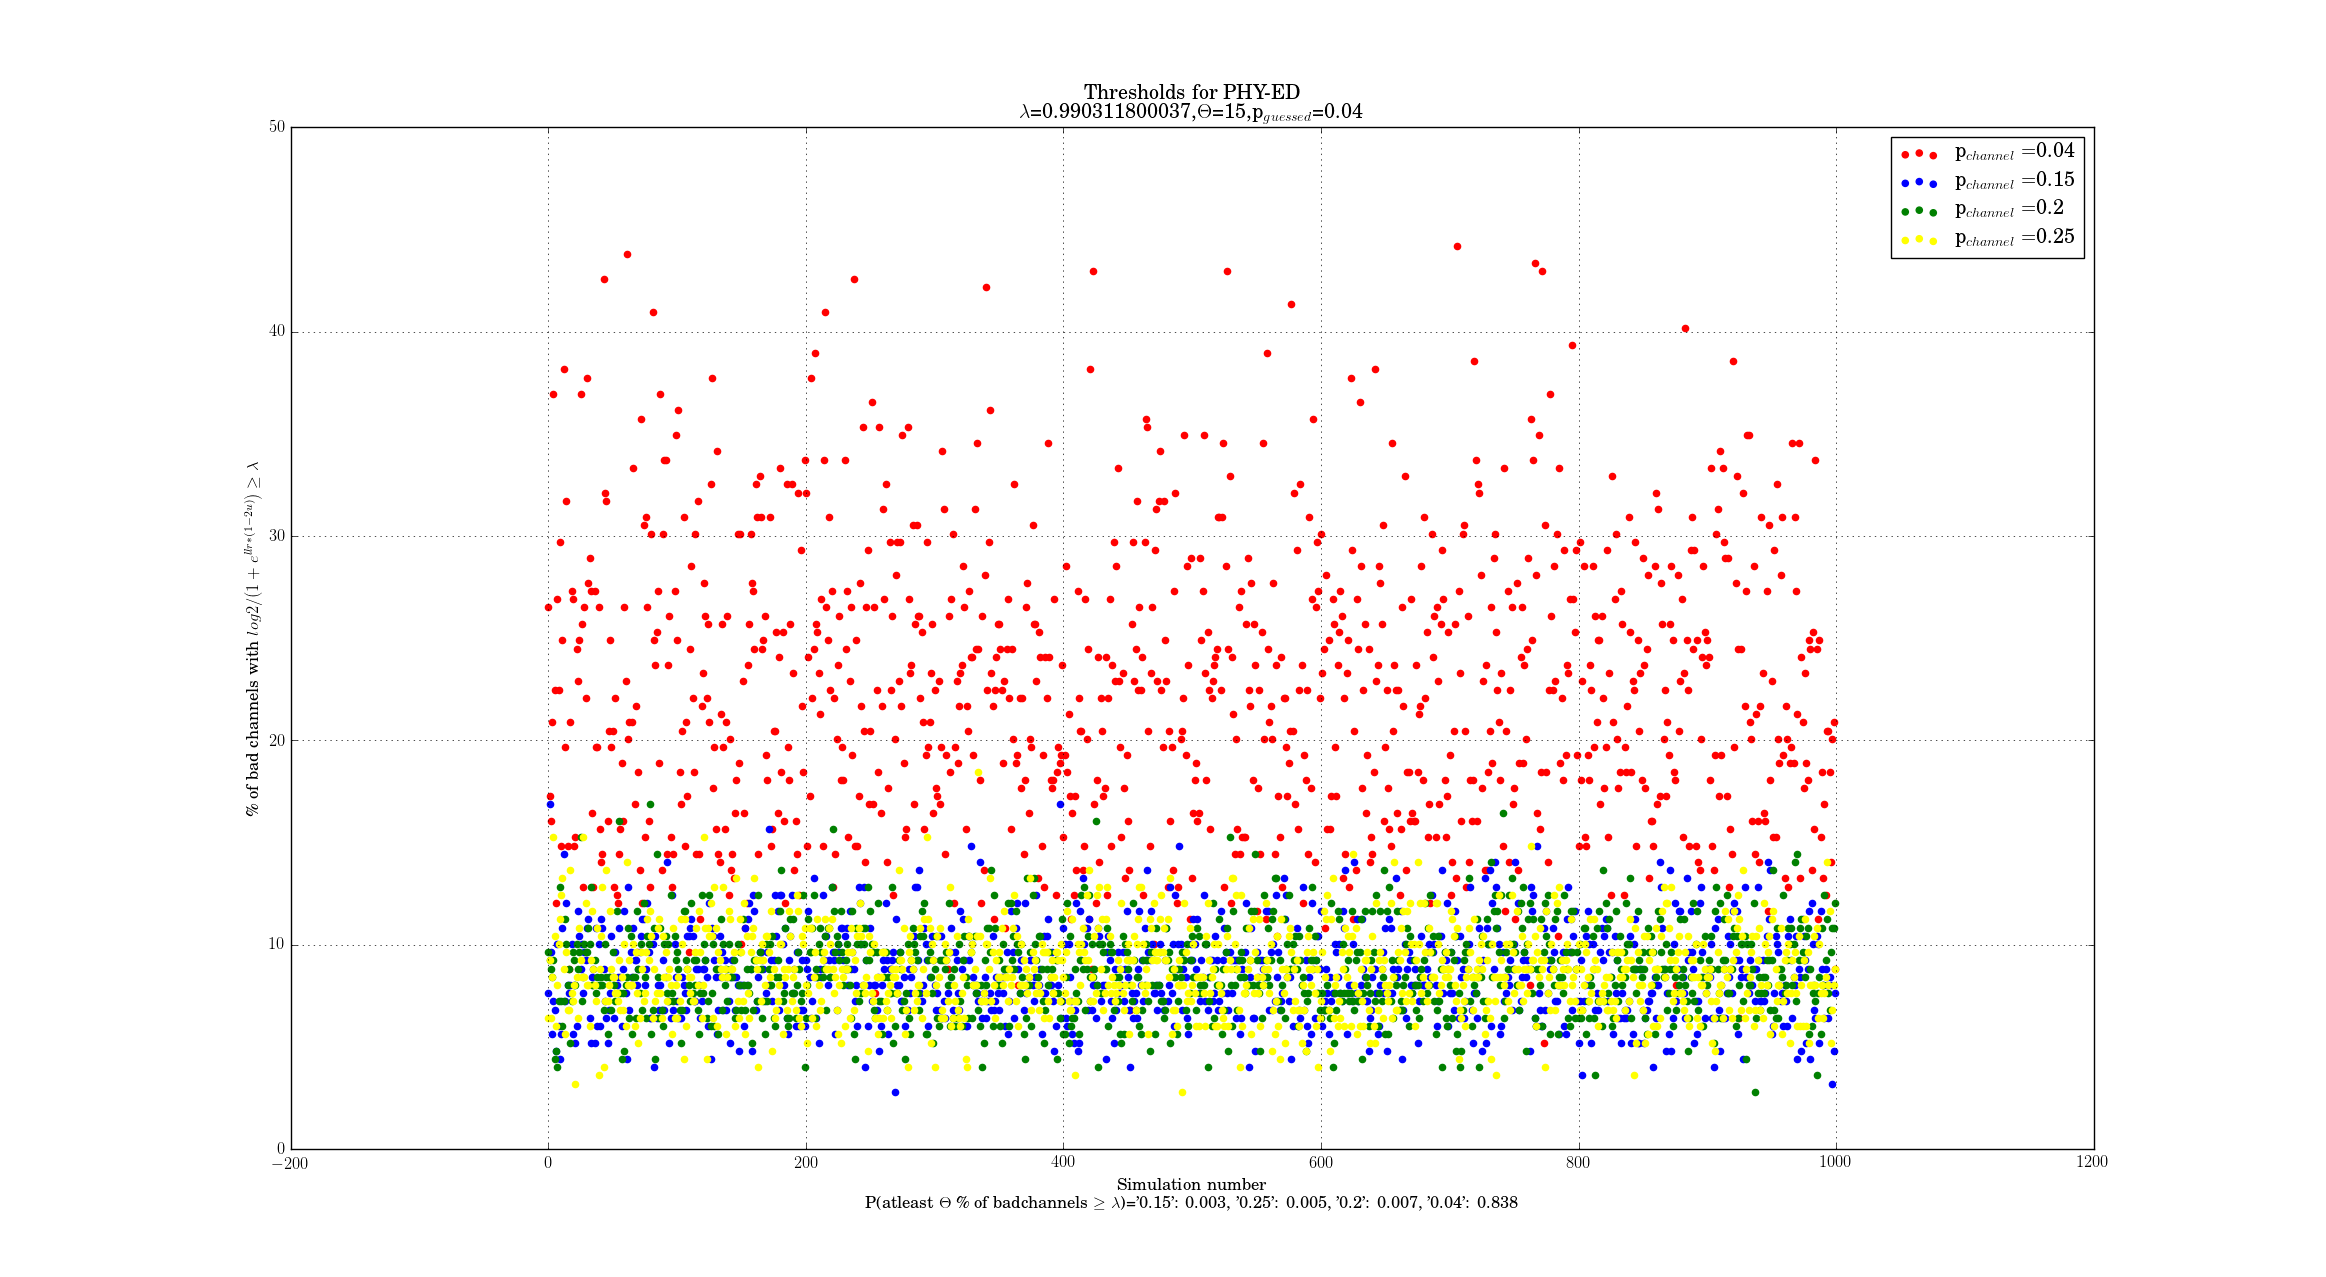 Thresholds for PHY-ED
λ=0.990311800037,Θ=15,p_guessed=0.04
50
40
30
20
10
0
% of bad channels with log2/(1 + e^{llr*(1−2u)}) ≥ λ
p_channel =0.04
p_channel =0.15
p_channel =0.2
p_channel =0.25
−200 0 200 400 600 800 1000 1200
Simulation number
P(atleast Θ % of badchannels ≥ λ)='0.15': 0.003, '0.25': 0.005, '0.2': 0.007, '0.04': 0.838